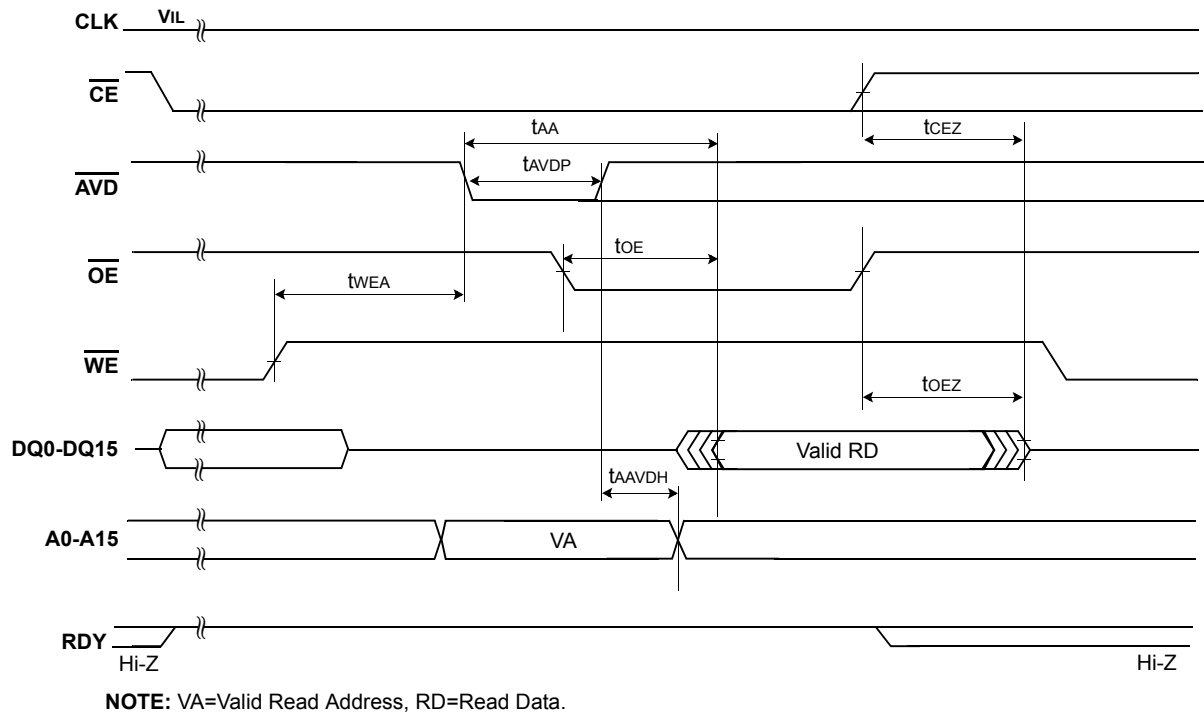 CLK VIL
CE
tAA
tCEZ
AVD
tAVDP
OE
tOE
tWEA
WE
tOEZ
DQ0-DQ15
Valid RD
tAAVDH
A0-A15
VA
RDY
Hi-Z
Hi-Z
NOTE: VA=Valid Read Address, RD=Read Data.